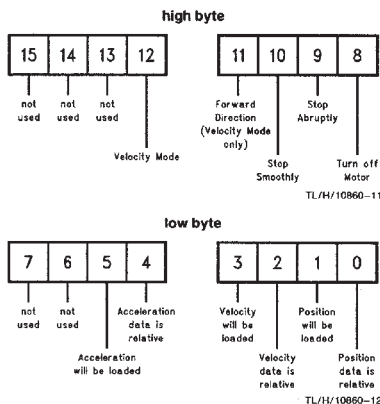 high byte
15 14 13 12
11 10 9 8
not used
not used
not used
Velocity Mode
Forward Direction (Velocity Mode only)
Stop Smoothly
Stop Abruptly
Turn off Motor
TL/H/10860-11
low byte
7 6 5 4
3 2 1 0
not used
not used
Acceleration will be loaded
Acceleration data is relative
Velocity will be loaded
Velocity data is relative
Position will be loaded
Position data is relative
TL/H/10860-12